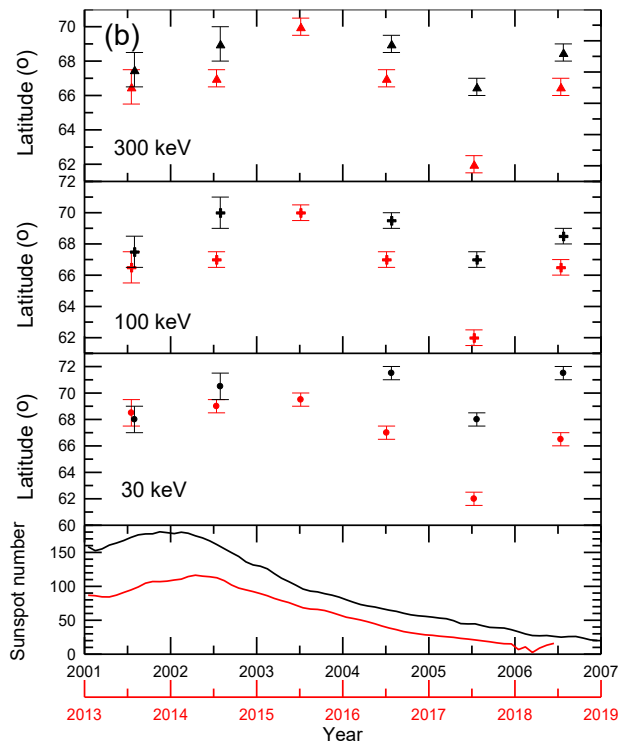 (b)
70
68
66
64
62
Latitude (o)
300 keV
72
70
68
66
64
62
Latitude (o)
100 keV
72
70
68
66
64
62
60
Latitude (o)
30 keV
150
100
50
0
Sunspot number
2001 2002 2003 2004 2005 2006 2007
2013 2014 2015 2016 2017 2018 2019
Year